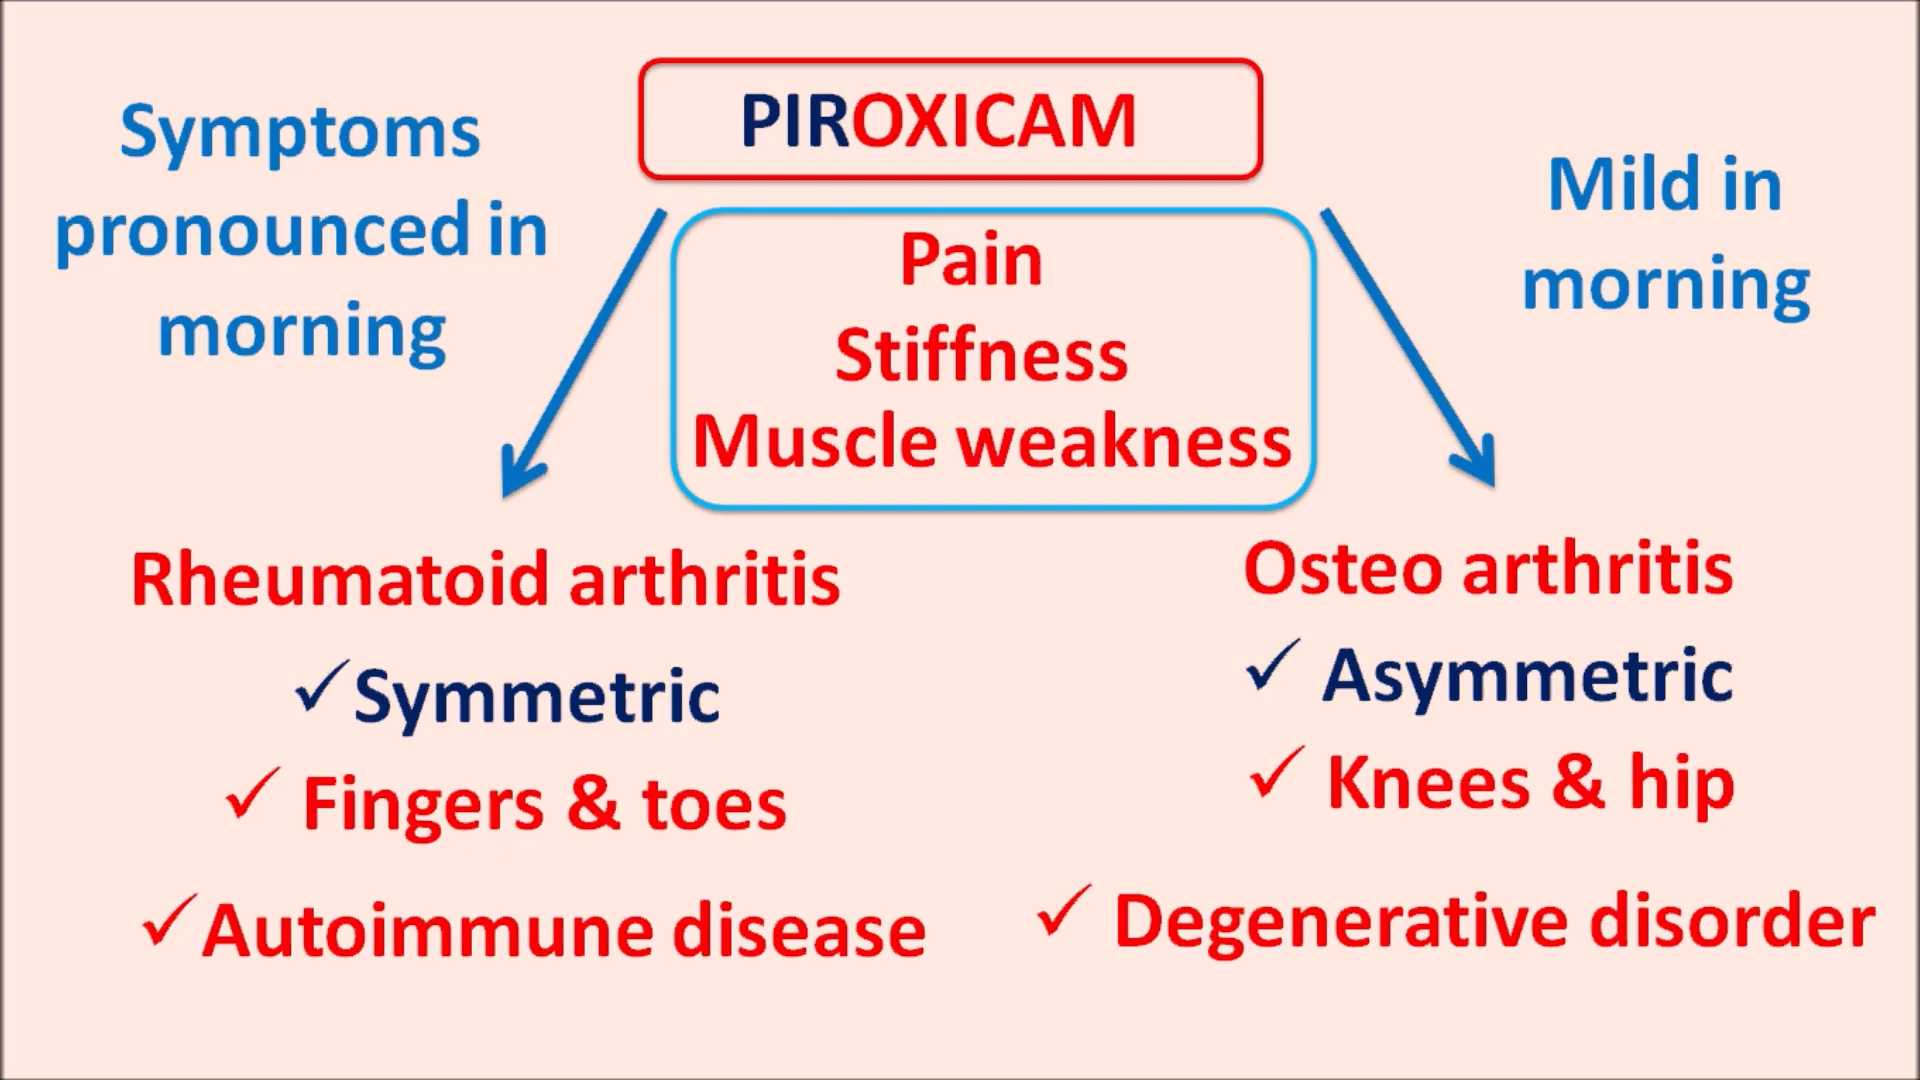 PIROXICAM
Symptoms
pronounced in
morning
Pain
Stiffness
Muscle weakness
Mild in
morning
Rheumatoid arthritis
✓Symmetric
✓ Fingers & toes
✓Autoimmune disease
Osteo arthritis
✓ Asymmetric
✓ Knees & hip
✓ Degenerative disorder